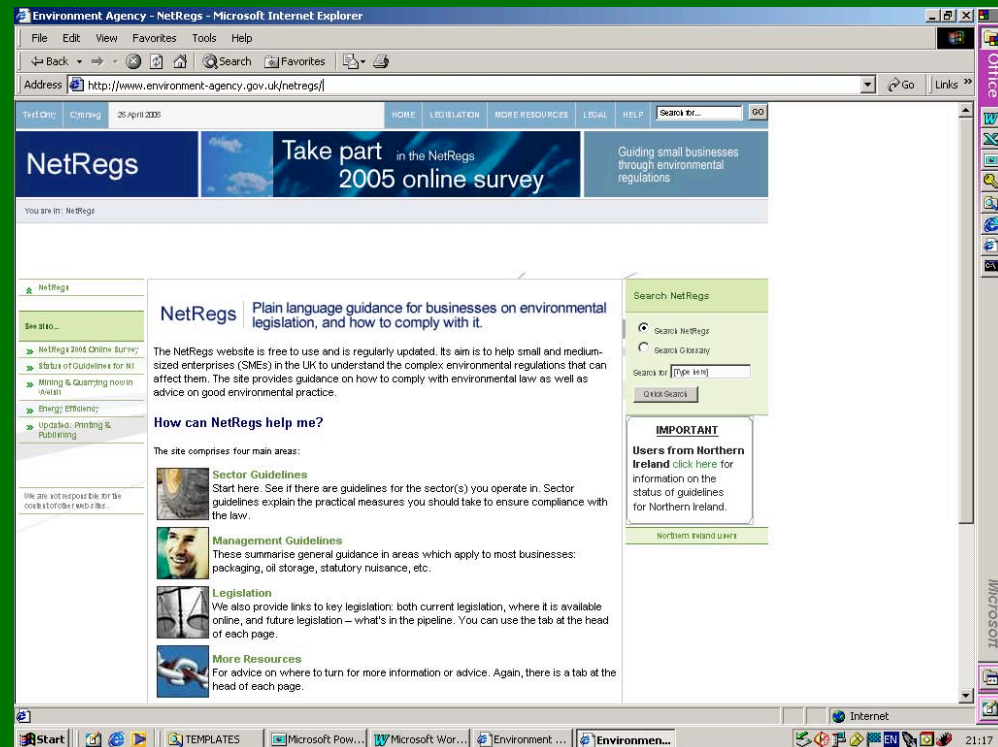 Environment Agency - NetRegs - Microsoft Internet Explorer
File Edit View Favorites Tools Help
Back Search Favorites
Address http://www.environment-agency.gov.uk/netregs/ Go Links »
Text Only Cymraeg 25 April 2005 HOME LEGISLATION MORE RESOURCES LEGAL HELP Search for... GO
NetRegs
Take part in the NetRegs
2005 online survey
Guiding small businesses
through environmental
regulations
You are in: NetRegs
NetRegs
See also...
NetRegs 2005 Online Survey
Status of Guidelines for NI
Mining & Quarrying now in
Welsh
Energy Efficiency
Updated: Printing &
Publishing
We are not responsible for the
content of other web sites.
NetRegs
Plain language guidance for businesses on environmental
legislation, and how to comply with it.
The NetRegs website is free to use and is regularly updated. Its aim is to help small and medium-
sized enterprises (SMEs) in the UK to understand the complex environmental regulations that can
affect them. The site provides guidance on how to comply with environmental law as well as
advice on good environmental practice.
How can NetRegs help me?
The site comprises four main areas:
Sector Guidelines
Start here. See if there are guidelines for the sector(s) you operate in. Sector
guidelines explain the practical measures you should take to ensure compliance with
the law.
Management Guidelines
These summarise general guidance in areas which apply to most businesses:
packaging, oil storage, statutory nuisance, etc.
Legislation
We also provide links to key legislation: both current legislation, where it is available
online, and future legislation – what's in the pipeline. You can use the tab at the head
of each page.
More Resources
For advice on where to turn for more information or advice. Again, there is a tab at the
head of each page.
Search NetRegs
Search NetRegs
Search Glossary
Search for [Type here]
Quick Search
IMPORTANT
Users from Northern
Ireland click here for
information on the
status of guidelines
for Northern Ireland.
Northern Ireland users
Office
Microsoft
Internet
Start TEMPLATES Microsoft Pow... Microsoft Wor... Environment ... Environmen... EN 21:17